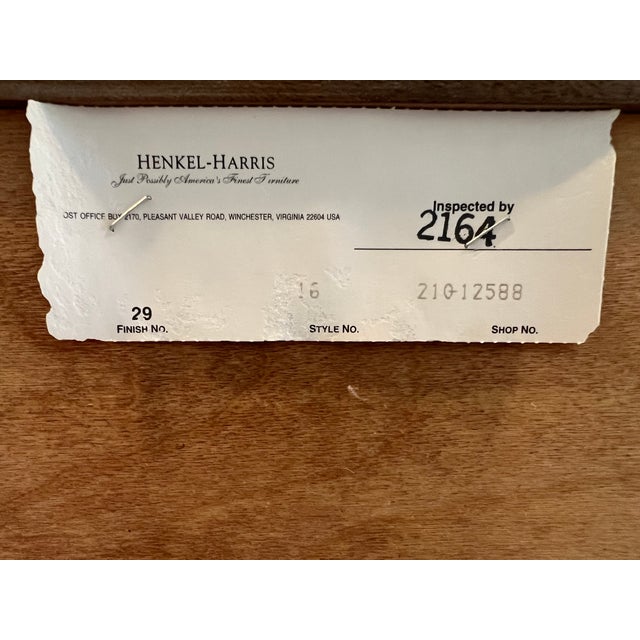 HENKEL-HARRIS
Just Possibly America's Finest Furniture
OST OFFICE BOX 2170, PLEASANT VALLEY ROAD, WINCHESTER, VIRGINIA 22604 USA
Inspected by
2164
29 16 210-12588
FINISH NO. STYLE NO. SHOP NO.